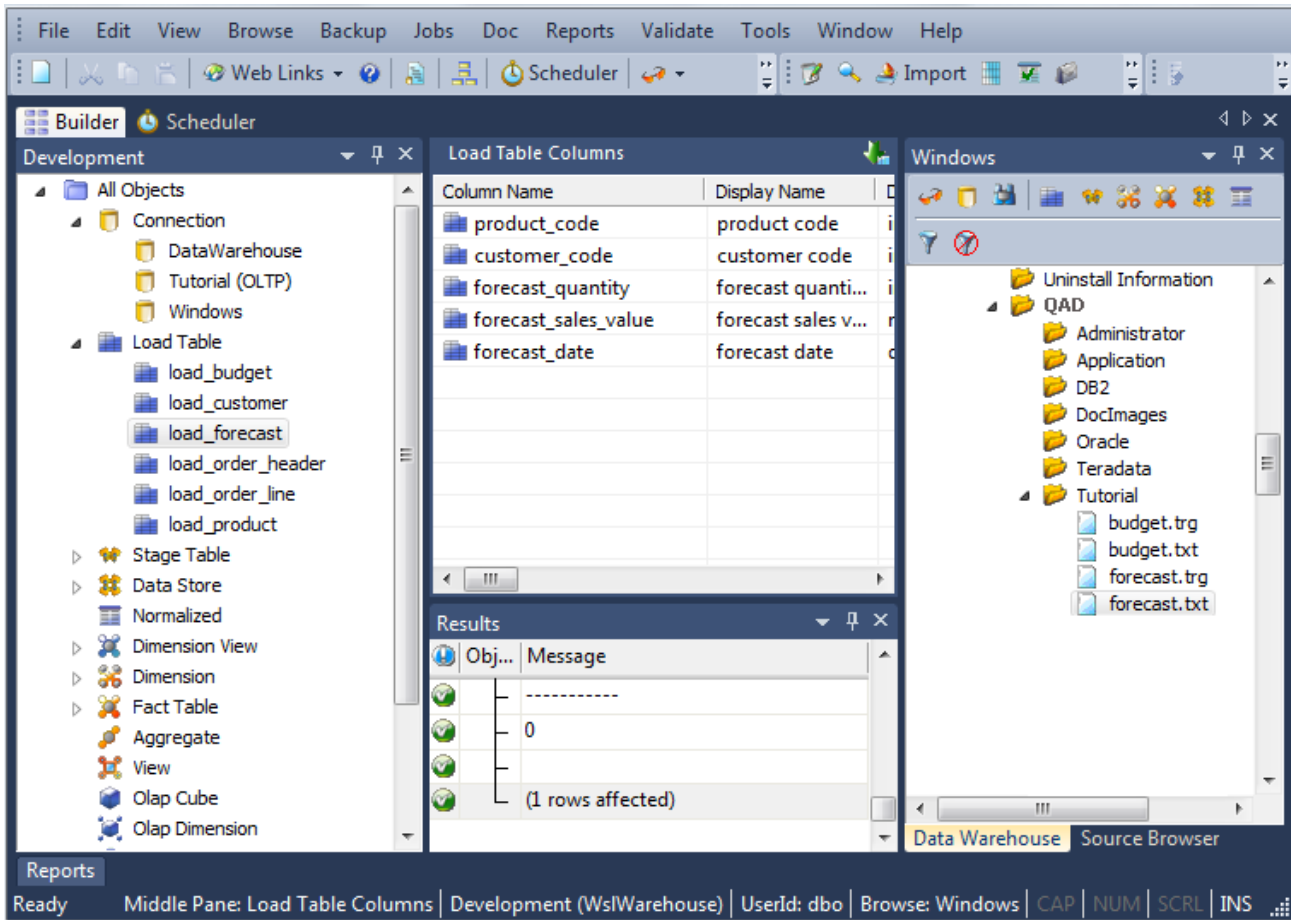 File Edit View Browse Backup Jobs Doc Reports Validate Tools Window Help
Web Links Scheduler Import
Builder Scheduler
Development
All Objects
Connection
DataWarehouse
Tutorial (OLTP)
Windows
Load Table
load_budget
load_customer
load_forecast
load_order_header
load_order_line
load_product
Stage Table
Data Store
Normalized
Dimension View
Dimension
Fact Table
Aggregate
View
Olap Cube
Olap Dimension
Load Table Columns
Column Name Display Name
product_code product code
customer_code customer code
forecast_quantity forecast quanti...
forecast_sales_value forecast sales v...
forecast_date forecast date
Results
Obj... Message
-----------
0
(1 rows affected)
Windows
Uninstall Information
QAD
Administrator
Application
DB2
DocImages
Oracle
Teradata
Tutorial
budget.trg
budget.txt
forecast.trg
forecast.txt
Data Warehouse Source Browser
Reports
Ready Middle Pane: Load Table Columns Development (WslWarehouse) UserId: dbo Browse: Windows CAP NUM SCRL INS